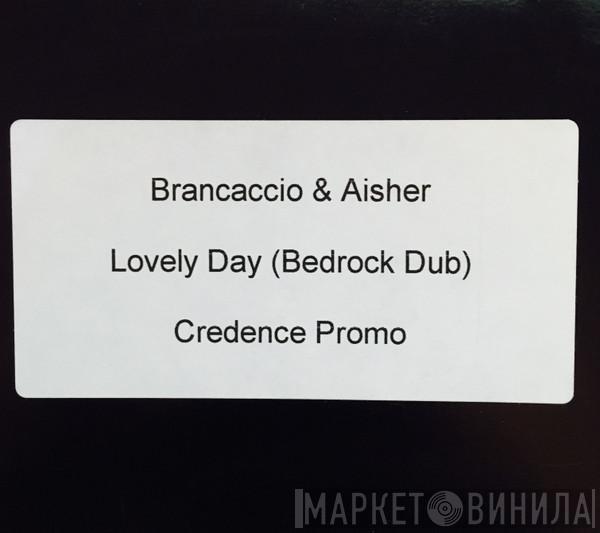 Brancaccio & Aisher
Lovely Day (Bedrock Dub)
Credence Promo
МАРКЕТ ВИНИЛА